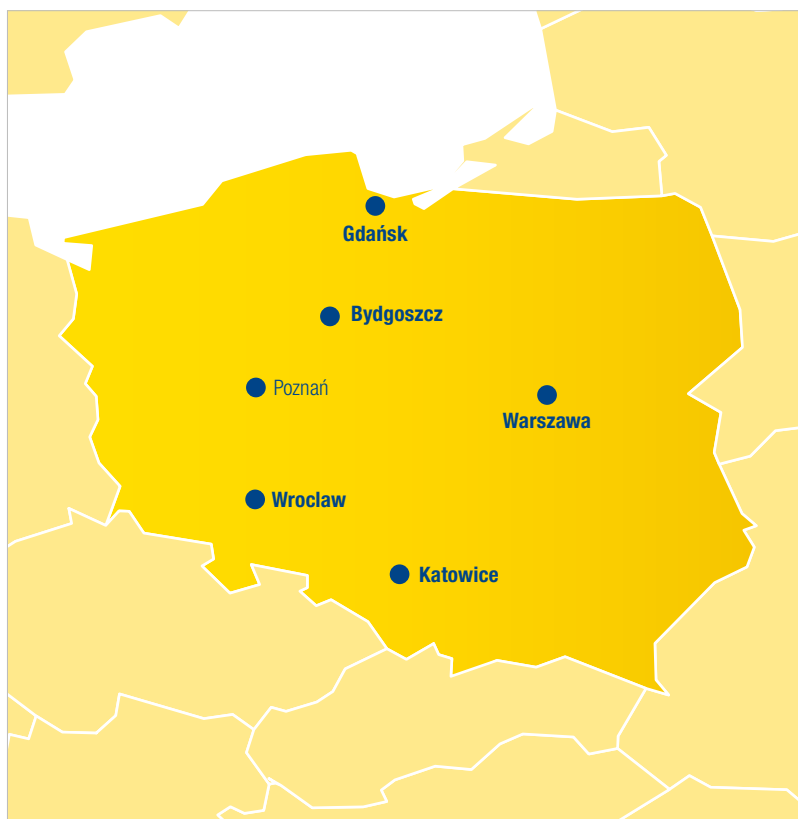 Gdańsk
Bydgoszcz
Poznań
Warszawa
Wroclaw
Katowice